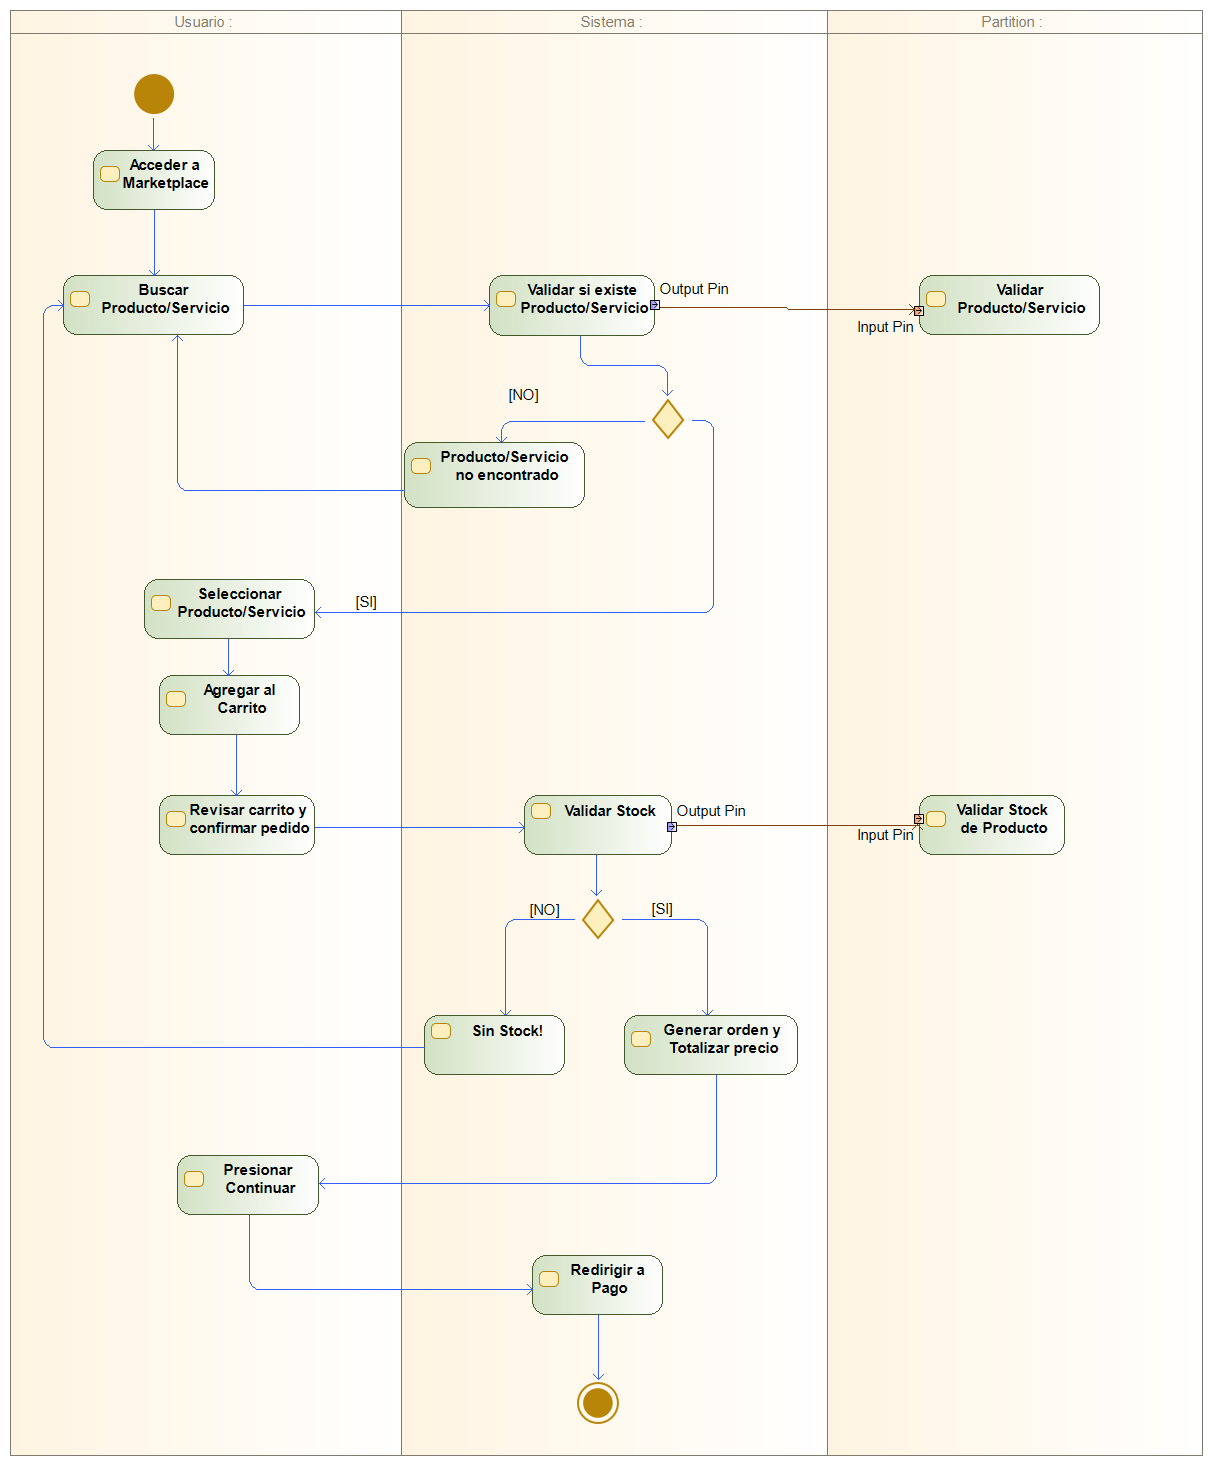 Usuario :
Sistema :
Partition :
Acceder a
Marketplace
Buscar
Producto/Servicio
Validar si existe
Producto/Servicio
Output Pin
Input Pin
Validar
Producto/Servicio
[NO]
Producto/Servicio
no encontrado
Seleccionar
Producto/Servicio
[SI]
Agregar al
Carrito
Revisar carrito y
confirmar pedido
Validar Stock
Output Pin
Input Pin
Validar Stock
de Producto
[NO]
[SI]
Sin Stock!
Generar orden y
Totalizar precio
Presionar
Continuar
Redirigir a
Pago